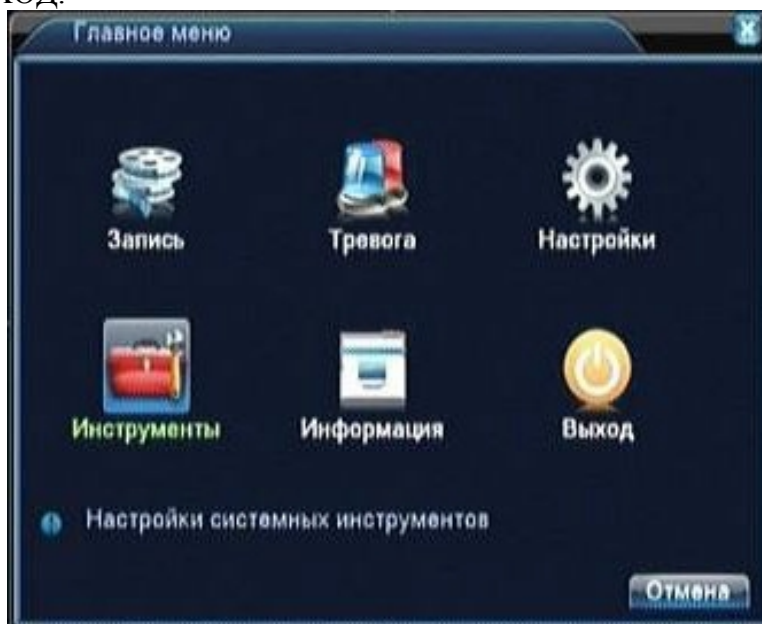 Главное меню
Запись Тревога Настройки
Инструменты Информация Выход
Настройки системных инструментов
Отмена